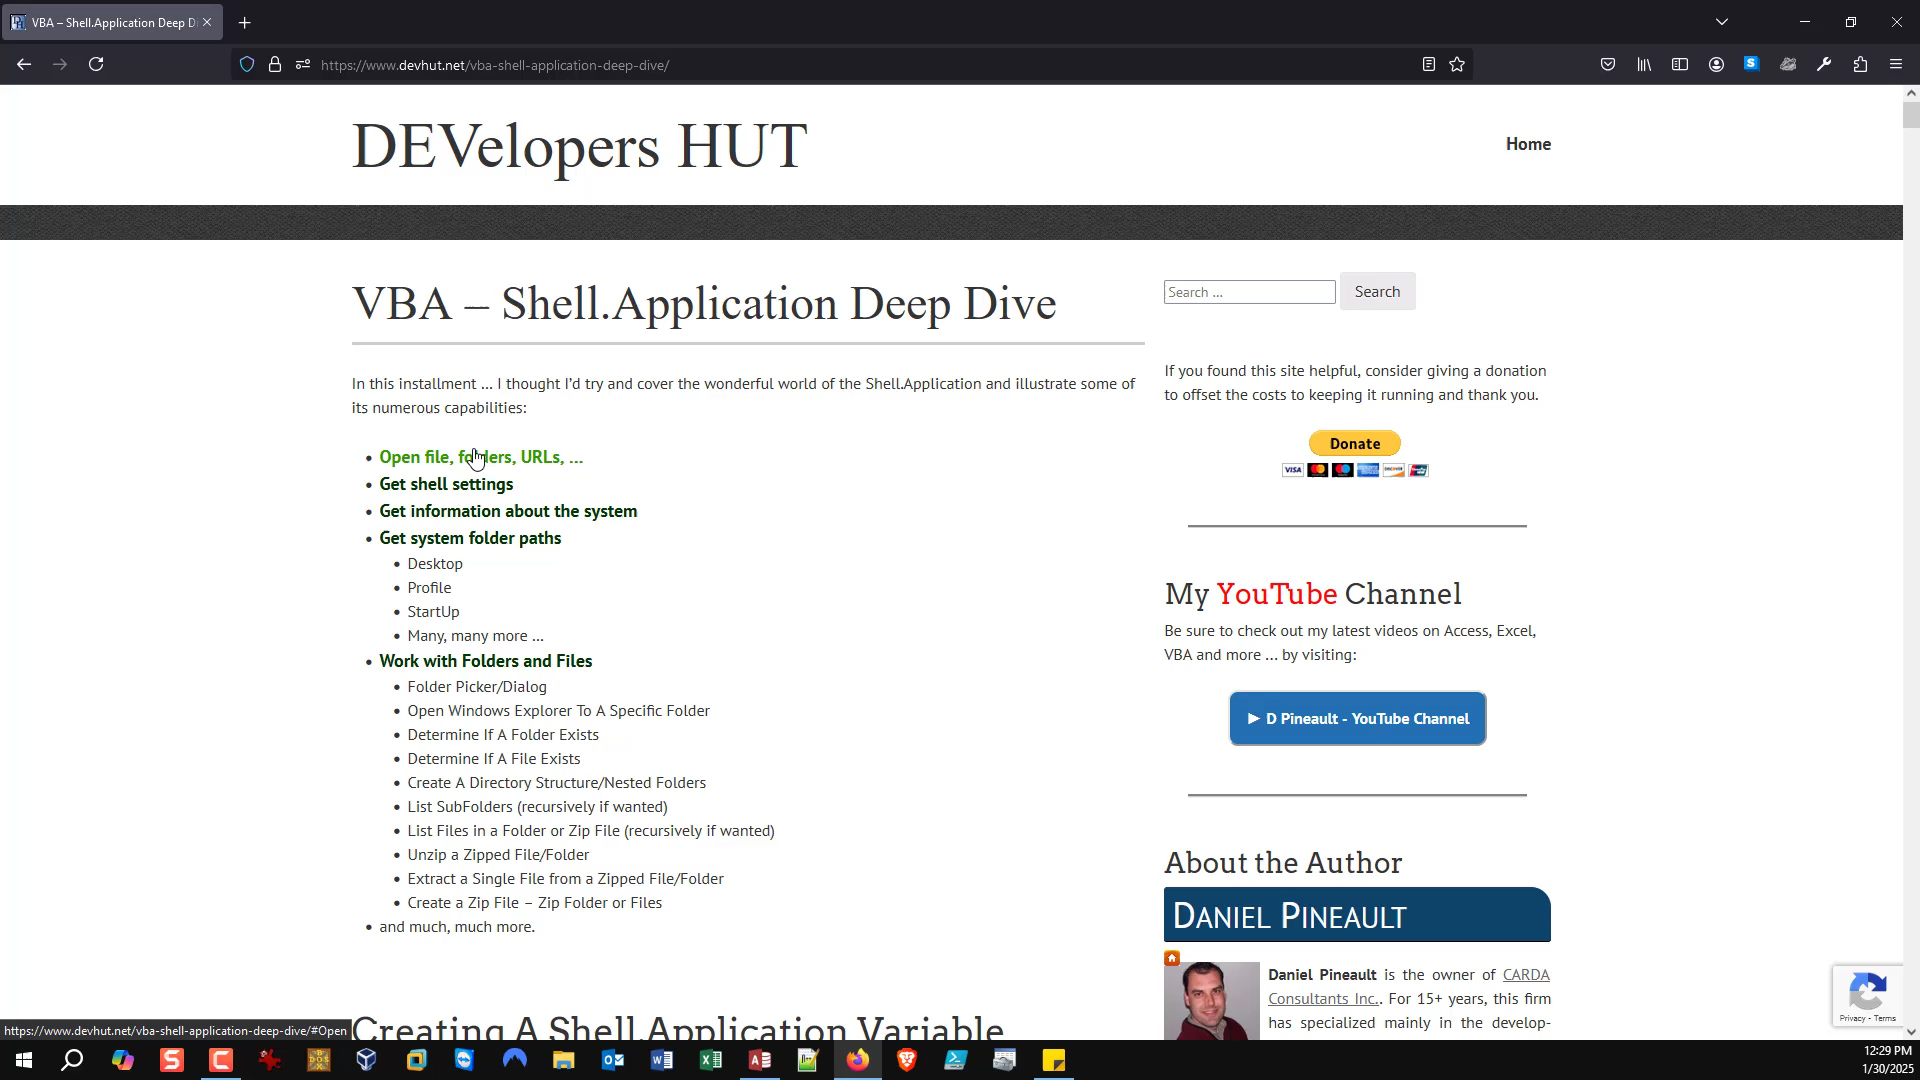 VBA – Shell.Application Deep D
https://www.devhut.net/vba-shell-application-deep-dive/
DEVelopers HUT
Home
VBA – Shell.Application Deep Dive
In this installment … I thought I’d try and cover the wonderful world of the Shell.Application and illustrate some of
its numerous capabilities:
• Open file, folders, URLs, …
• Get shell settings
• Get information about the system
• Get system folder paths
• Desktop
• Profile
• StartUp
• Many, many more …
• Work with Folders and Files
• Folder Picker/Dialog
• Open Windows Explorer To A Specific Folder
• Determine If A Folder Exists
• Determine If A File Exists
• Create A Directory Structure/Nested Folders
• List SubFolders (recursively if wanted)
• List Files in a Folder or Zip File (recursively if wanted)
• Unzip a Zipped File/Folder
• Extract a Single File from a Zipped File/Folder
• Create a Zip File – Zip Folder or Files
• and much, much more.
Creating A Shell.Application Variable
Search …
Search
If you found this site helpful, consider giving a donation
to offset the costs to keeping it running and thank you.
Donate
VISA
My YouTube Channel
Be sure to check out my latest videos on Access, Excel,
VBA and more … by visiting:
► D Pineault - YouTube Channel
About the Author
DANIEL PINEAULT
Daniel Pineault is the owner of CARDA
Consultants Inc.. For 15+ years, this firm
has specialized mainly in the develop-
Privacy - Terms
https://www.devhut.net/vba-shell-application-deep-dive/#Open
12:29 PM
1/30/2025